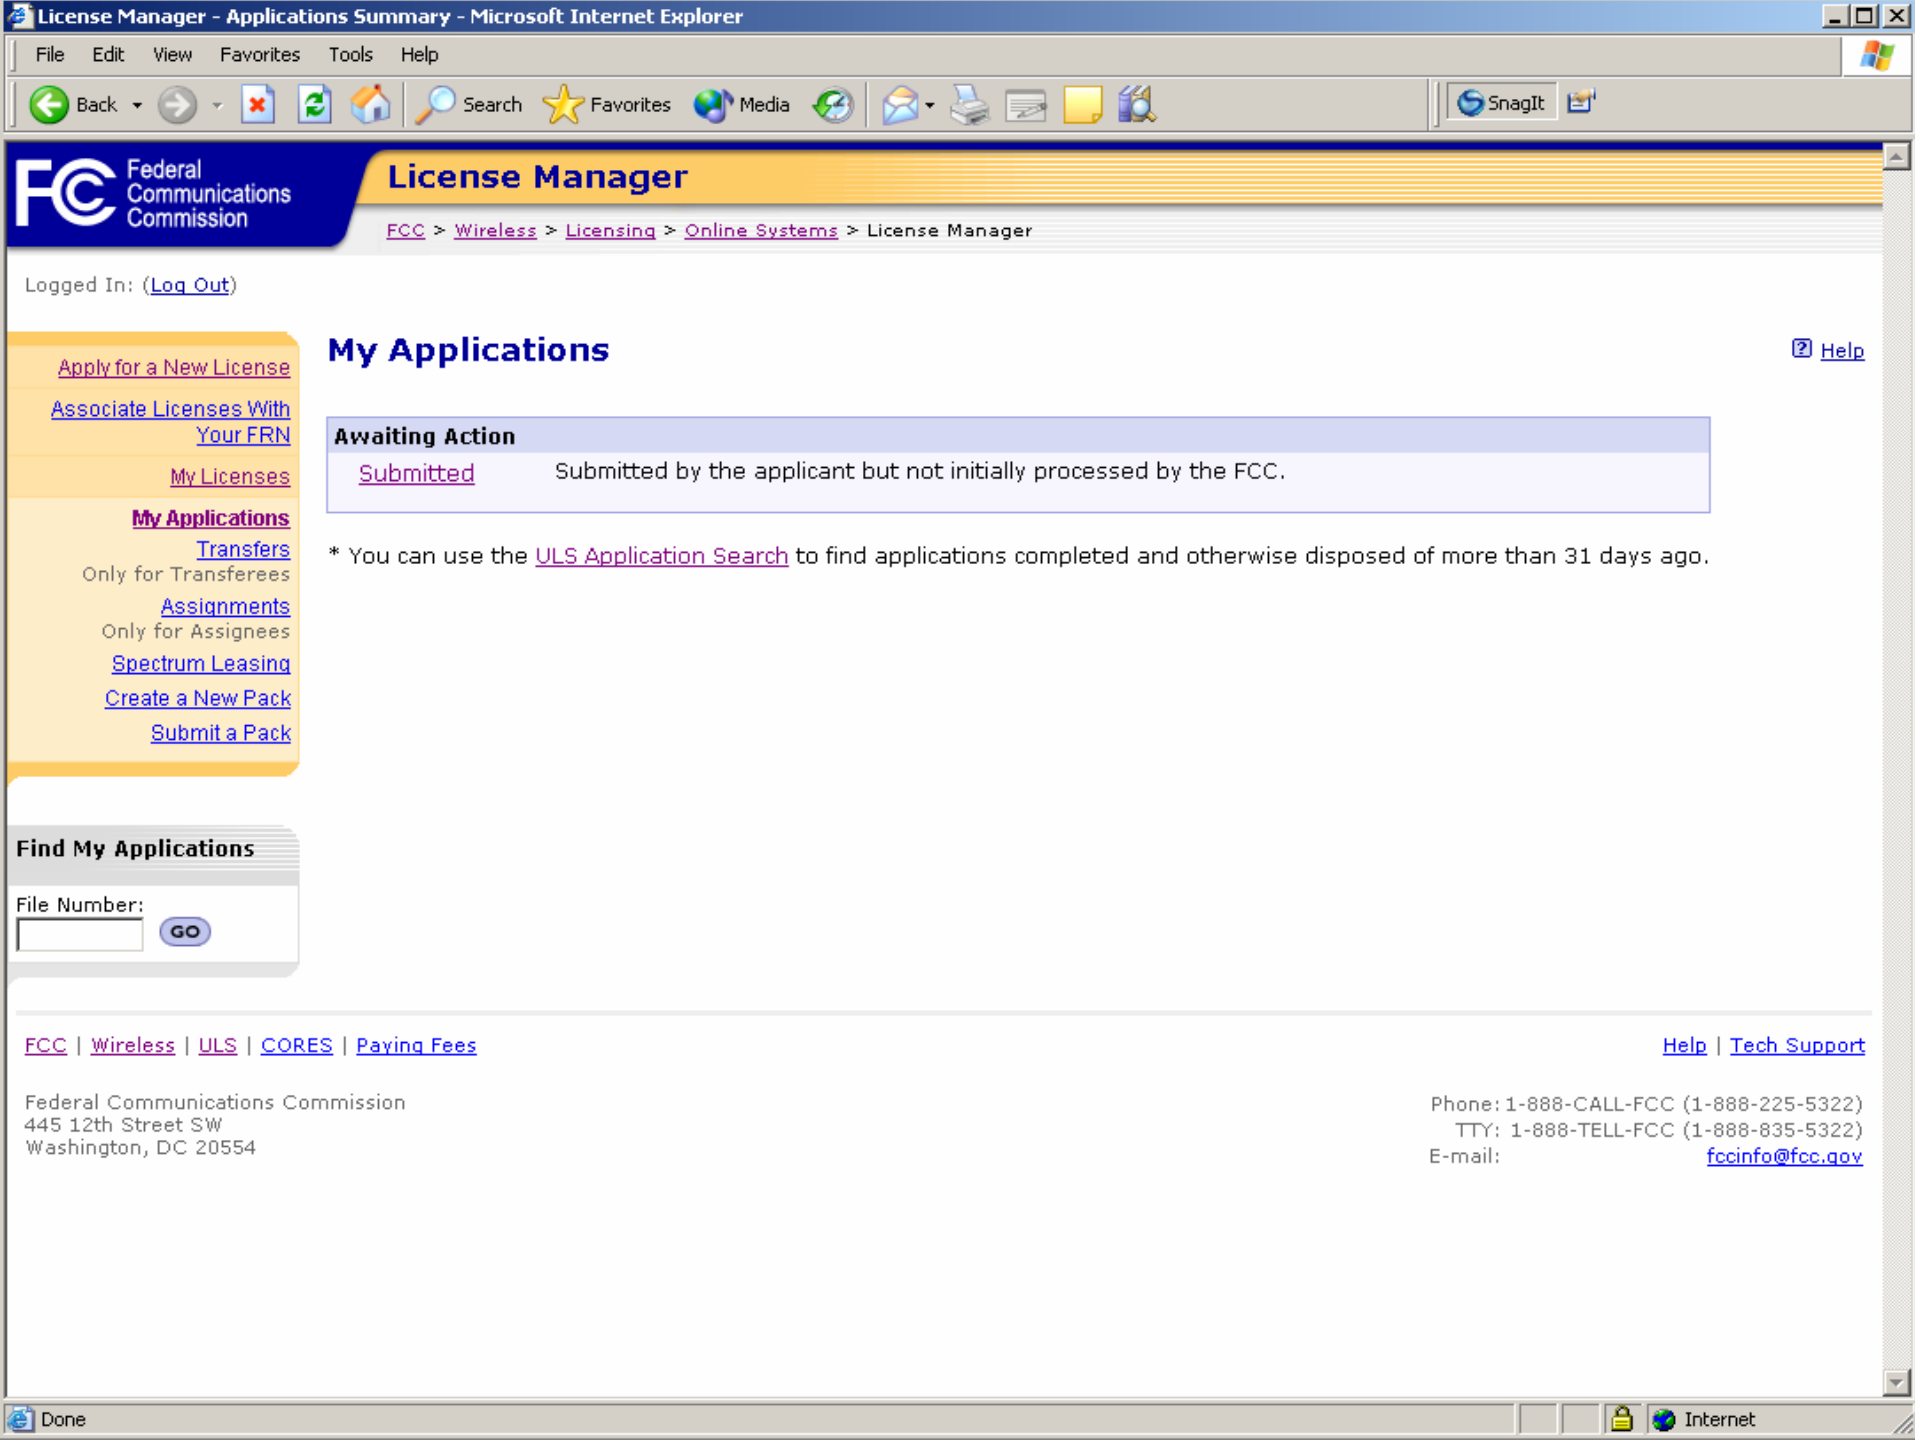 License Manager - Applications Summary - Microsoft Internet Explorer
File Edit View Favorites Tools Help
Back Search Favorites Media SnagIt
FCC Federal Communications Commission
License Manager
FCC > Wireless > Licensing > Online Systems > License Manager
Logged In: (Log Out)
Apply for a New License
Associate Licenses With
Your FRN
My Licenses
My Applications
Transfers
Only for Transferees
Assignments
Only for Assignees
Spectrum Leasing
Create a New Pack
Submit a Pack
My Applications
? Help
Awaiting Action
Submitted Submitted by the applicant but not initially processed by the FCC.
* You can use the ULS Application Search to find applications completed and otherwise disposed of more than 31 days ago.
Find My Applications
File Number:
GO
FCC | Wireless | ULS | CORES | Paying Fees
Help | Tech Support
Federal Communications Commission
445 12th Street SW
Washington, DC 20554
Phone: 1-888-CALL-FCC (1-888-225-5322)
TTY: 1-888-TELL-FCC (1-888-835-5322)
E-mail: fccinfo@fcc.gov
Done Internet